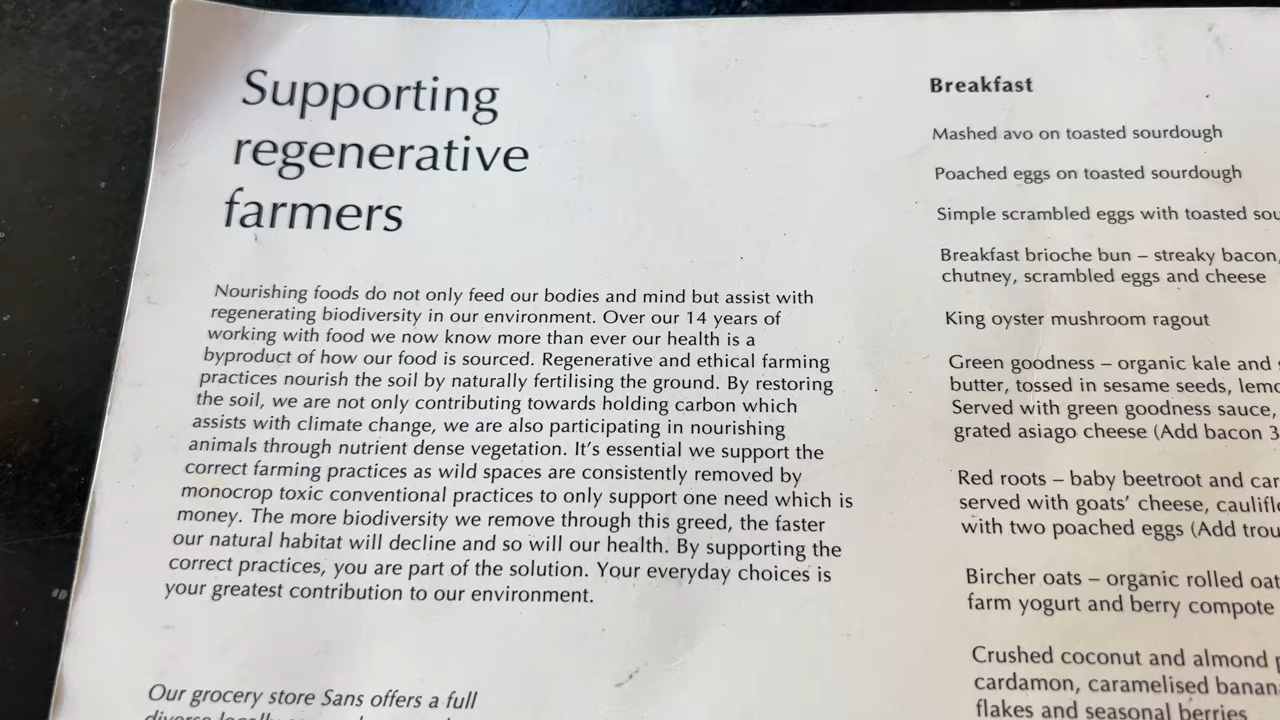 Supporting
regenerative
farmers
Nourishing foods do not only feed our bodies and mind but assist with
regenerating biodiversity in our environment. Over our 14 years of
working with food we now know more than ever our health is a
byproduct of how our food is sourced. Regenerative and ethical farming
practices nourish the soil by naturally fertilising the ground. By restoring
the soil, we are not only contributing towards holding carbon which
assists with climate change, we are also participating in nourishing
animals through nutrient dense vegetation. It's essential we support the
correct farming practices as wild spaces are consistently removed by
monocrop toxic conventional practices to only support one need which is
money. The more biodiversity we remove through this greed, the faster
our natural habitat will decline and so will our health. By supporting the
correct practices, you are part of the solution. Your everyday choices is
your greatest contribution to our environment.
Our grocery store Sans offers a full
Breakfast
Mashed avo on toasted sourdough
Poached eggs on toasted sourdough
Simple scrambled eggs with toasted
Breakfast brioche bun – streaky bacon,
chutney, scrambled eggs and cheese
King oyster mushroom ragout
Green goodness – organic kale and
butter, tossed in sesame seeds,
Served with green goodness sauce,
grated asiago cheese (Add bacon 3
Red roots – baby beetroot and
served with goats' cheese,
with two poached eggs (Add
Bircher oats – organic rolled
farm yogurt and berry compote
Crushed coconut and almond
cardamon, caramelised
flakes and seasonal berries